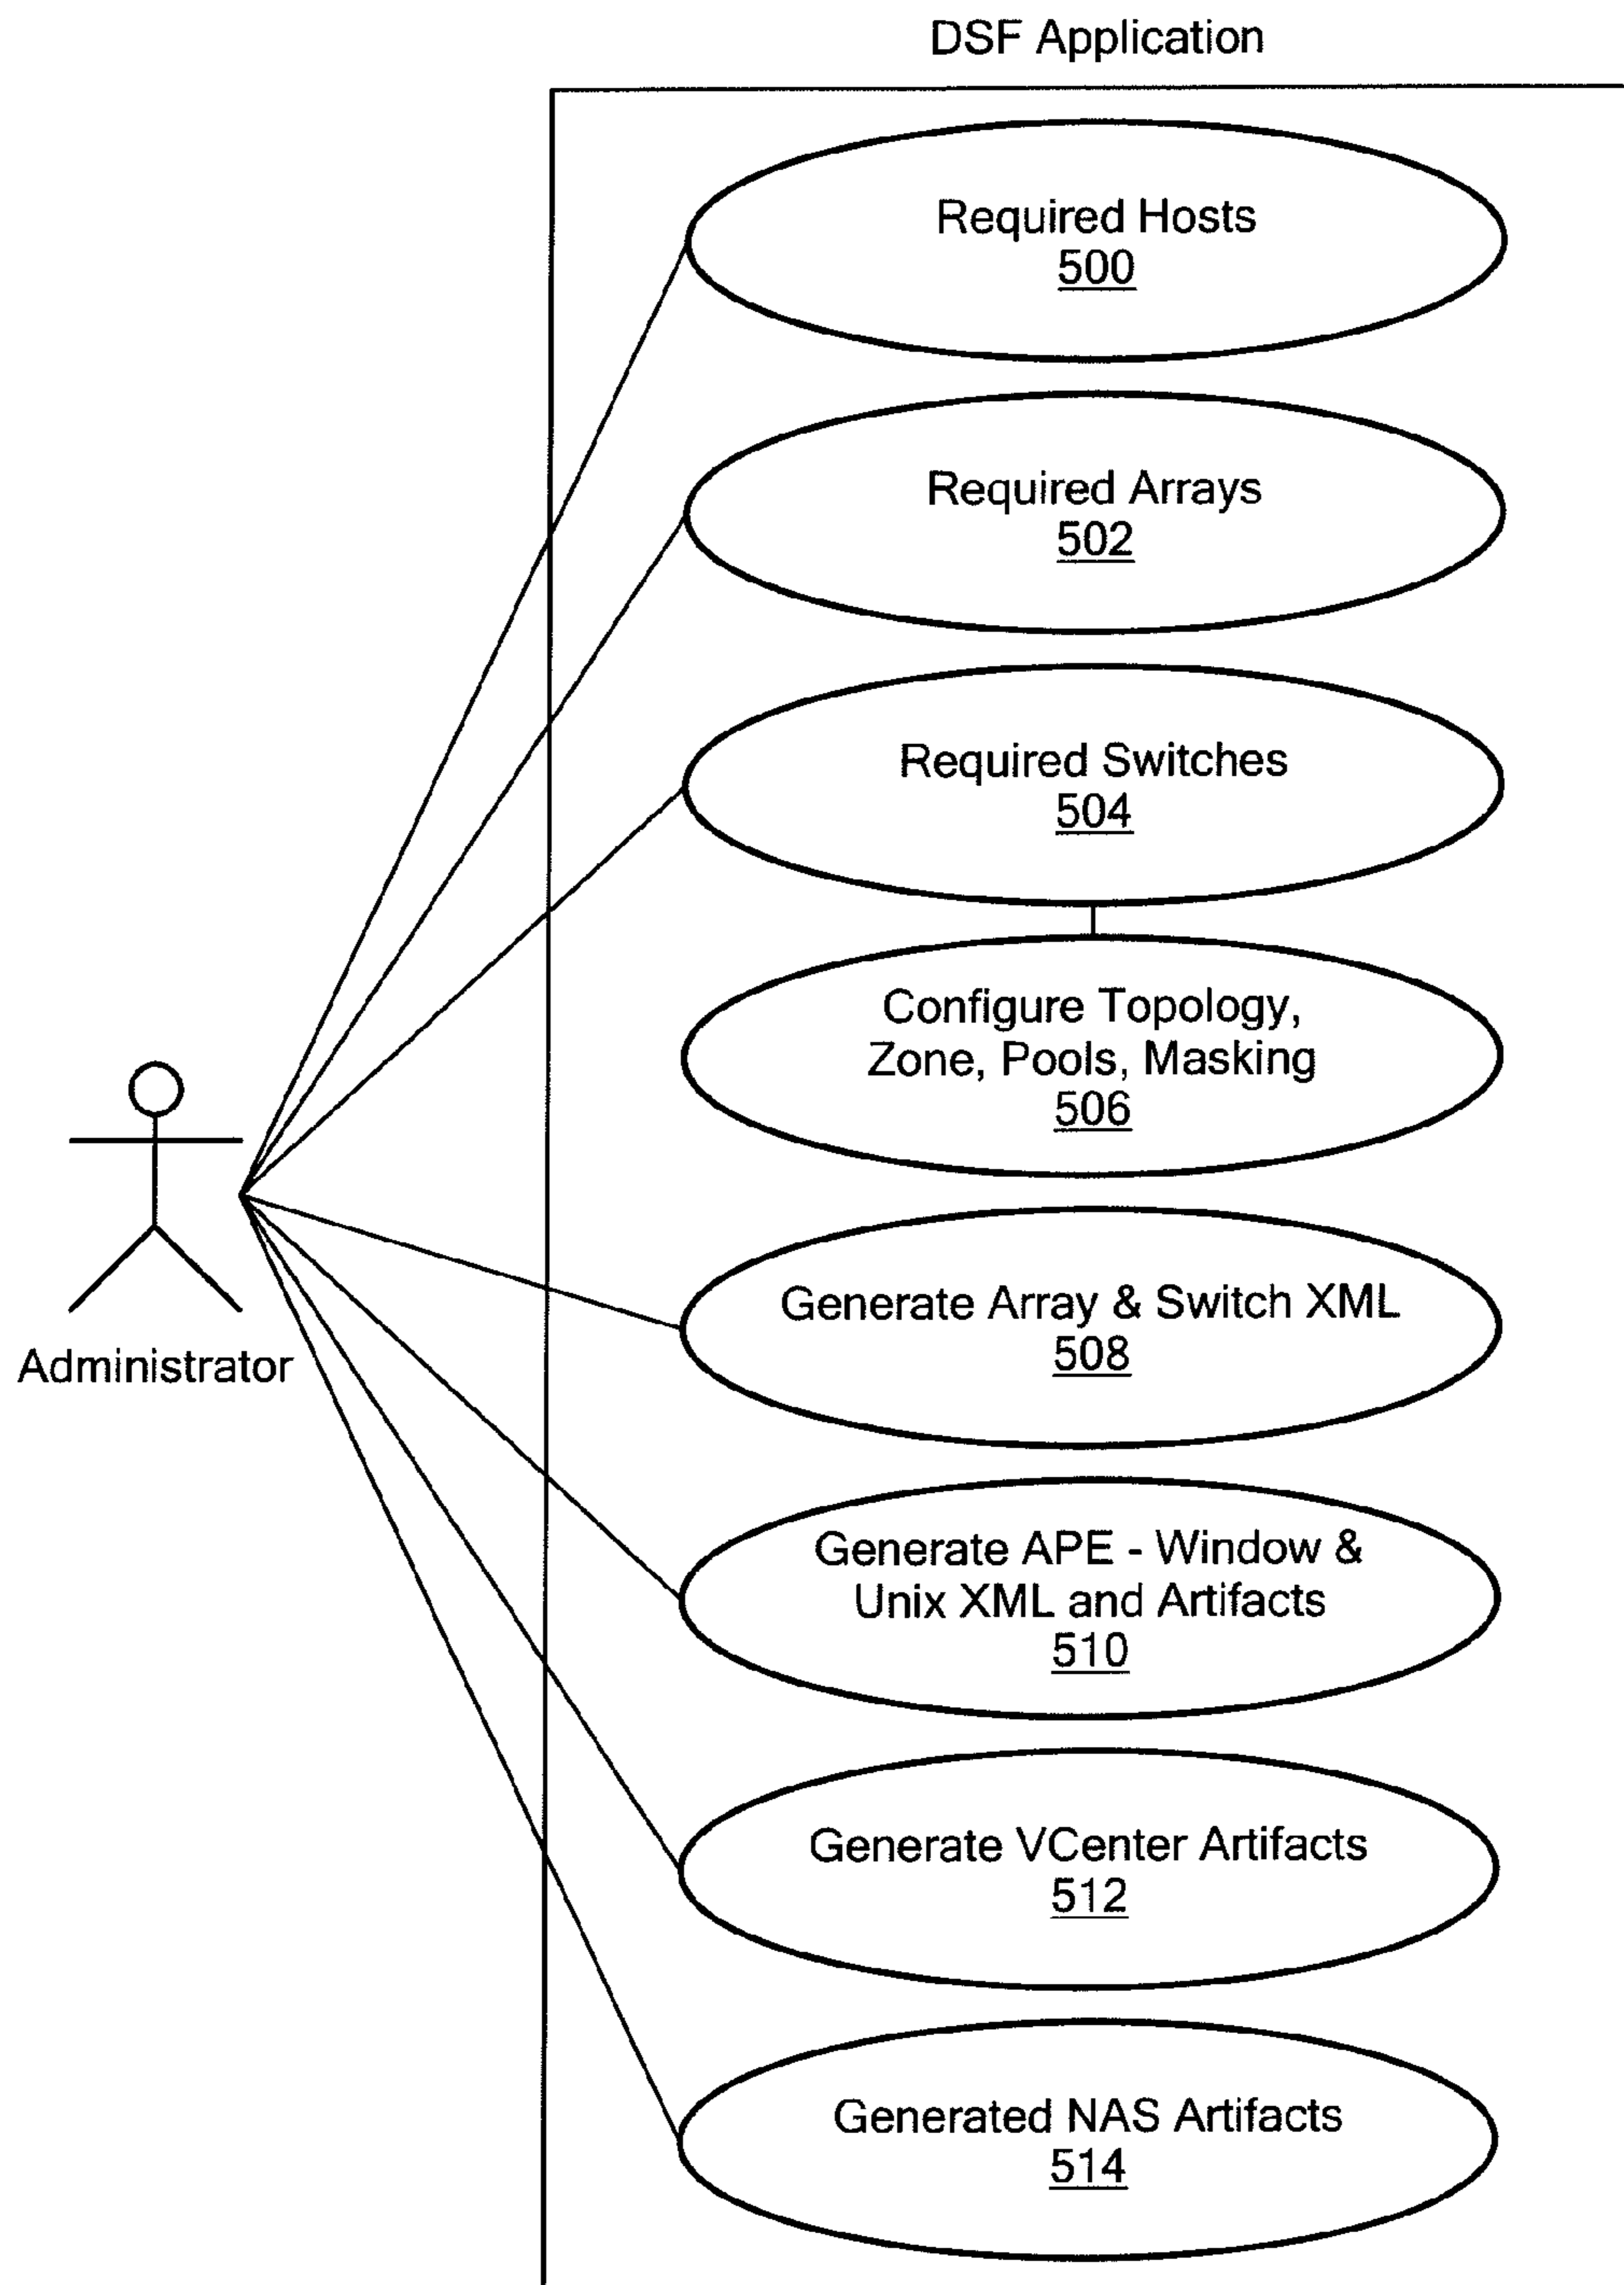 DSF Application
Required Hosts
500
Required Arrays
502
Required Switches
504
Configure Topology,
Zone, Pools, Masking
506
Administrator
Generate Array & Switch XML
508
Generate APE - Window &
Unix XML and Artifacts
510
Generate VCenter Artifacts
512
Generated NAS Artifacts
514